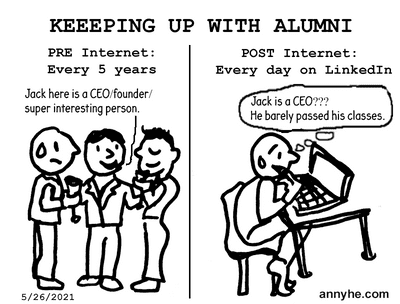 KEEEPING UP WITH ALUMNI
PRE Internet:
Every 5 years
Jack here is a CEO/founder/
super interesting person.
POST Internet:
Every day on LinkedIn
Jack is a CEO???
He barely passed his classes.
5/26/2021
annyhe.com